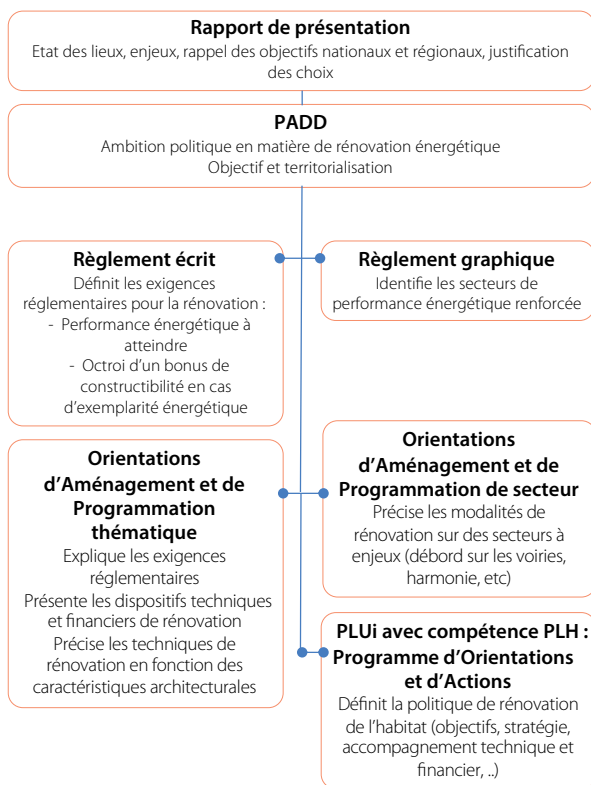 Rapport de présentation
Etat des lieux, enjeux, rappel des objectifs nationaux et régionaux, justification
des choix
PADD
Ambition politique en matière de rénovation énergétique
Objectif et territorialisation
Règlement écrit
Définit les exigences
réglementaires pour la rénovation :
- Performance énergétique à
atteindre
- Octroi d’un bonus de
constructibilité en cas
d’exemplarité énergétique
Règlement graphique
Identifie les secteurs de
performance énergétique renforcée
Orientations
d’Aménagement et de
Programmation
thématique
Explique les exigences
réglementaires
Présente les dispositifs techniques
et financiers de rénovation
Précise les techniques de
rénovation en fonction des
caractéristiques architecturales
Orientations
d’Aménagement et de
Programmation de secteur
Précise les modalités de
rénovation sur des secteurs à
enjeux (débord sur les voiries,
harmonie, etc)
PLUi avec compétence PLH :
Programme d’Orientations
et d’Actions
Définit la politique de rénovation
de l’habitat (objectifs, stratégie,
accompagnement technique et
financier, ..)